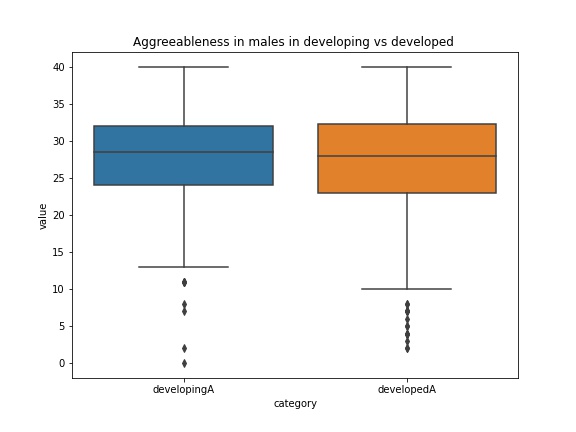 Aggreeableness in males in developing vs developed
40
35
30
25
20
15
10
5
0
value
developingA
developedA
category